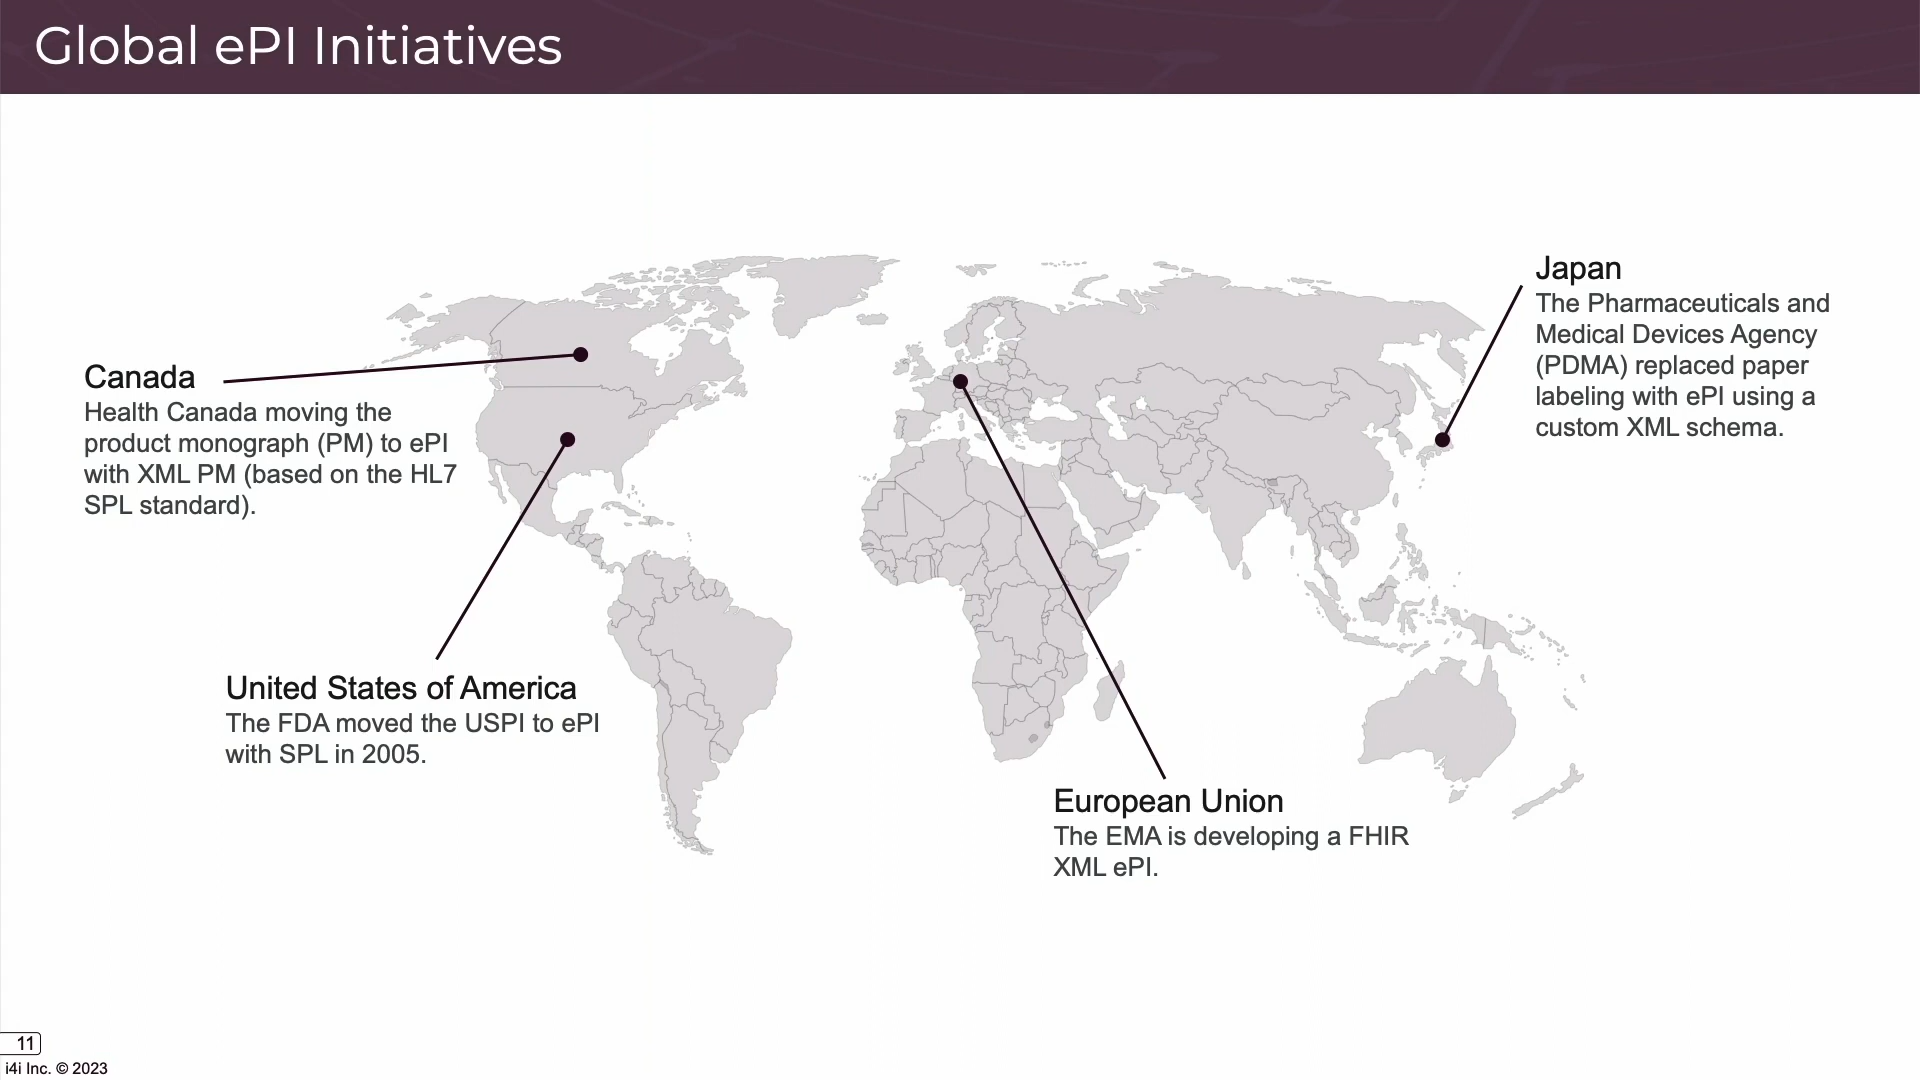 Global ePI Initiatives
Japan
The Pharmaceuticals and
Medical Devices Agency
(PDMA) replaced paper
labeling with ePI using a
custom XML schema.
Canada
Health Canada moving the
product monograph (PM) to ePI
with XML PM (based on the HL7
SPL standard).
United States of America
The FDA moved the USPI to ePI
with SPL in 2005.
European Union
The EMA is developing a FHIR
XML ePI.
11
i4i Inc. © 2023